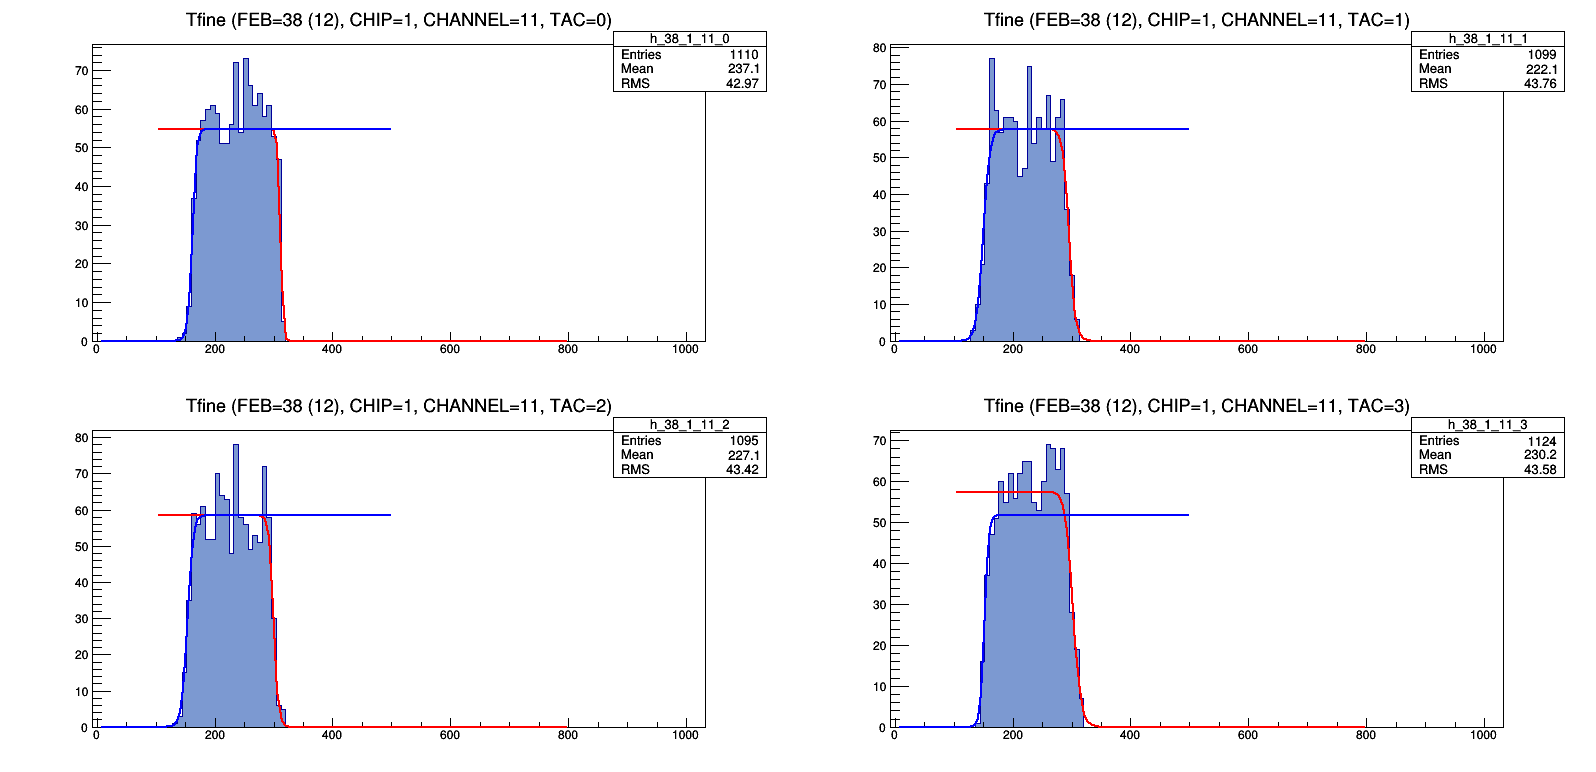 Tfine (FEB=38 (12), CHIP=1, CHANNEL=11, TAC=0)
h_38_1_11_0
Entries 1110
Mean 237.1
RMS 42.97
70
60
50
40
30
20
10
0
0 200 400 600 800 1000
Tfine (FEB=38 (12), CHIP=1, CHANNEL=11, TAC=1)
h_38_1_11_1
Entries 1099
Mean 222.1
RMS 43.76
80
70
60
50
40
30
20
10
0
0 200 400 600 800 1000
Tfine (FEB=38 (12), CHIP=1, CHANNEL=11, TAC=2)
h_38_1_11_2
Entries 1095
Mean 227.1
RMS 43.42
80
70
60
50
40
30
20
10
0
0 200 400 600 800 1000
Tfine (FEB=38 (12), CHIP=1, CHANNEL=11, TAC=3)
h_38_1_11_3
Entries 1124
Mean 230.2
RMS 43.58
70
60
50
40
30
20
10
0
0 200 400 600 800 1000